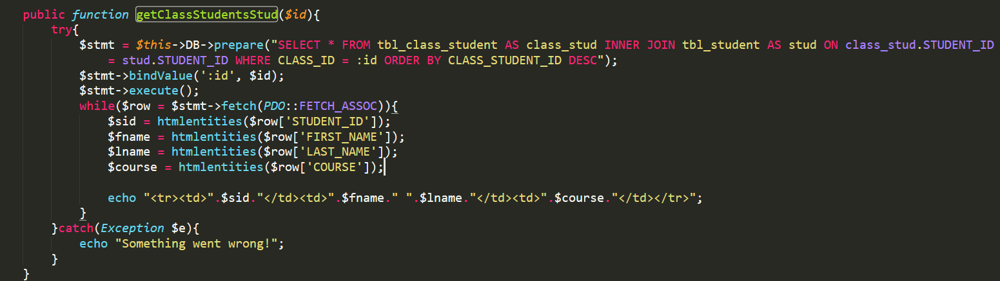 public function getClassStudentsStud($id){
try{
$stmt = $this->DB->prepare("SELECT * FROM tbl_class_student AS class_stud INNER JOIN tbl_student AS stud ON class_stud.STUDENT_ID
= stud.STUDENT_ID WHERE CLASS_ID = :id ORDER BY CLASS_STUDENT_ID DESC");
$stmt->bindValue(':id', $id);
$stmt->execute();
while($row = $stmt->fetch(PDO::FETCH_ASSOC)){
$sid = htmlentities($row['STUDENT_ID']);
$fname = htmlentities($row['FIRST_NAME']);
$lname = htmlentities($row['LAST_NAME']);
$course = htmlentities($row['COURSE']);
echo "<tr><td>".$sid."</td><td>".$fname." ".$lname."</td><td>".$course."</td></tr>";
}
}catch(Exception $e){
echo "Something went wrong!";
}
}